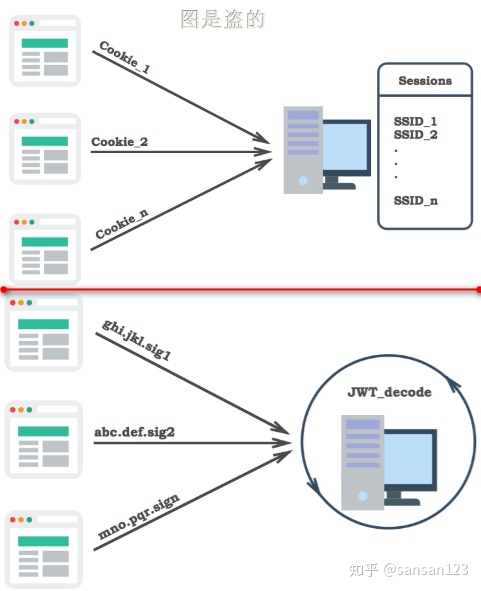 图是盗的
Cookie_1
Cookie_2
Cookie_n
Sessions
SSID_1
SSID_2
.
.
.
SSID_n
ghi.jkl.sig1
abc.def.sig2
mno.pqr.sign
JWT_decode
知乎 @sansan123